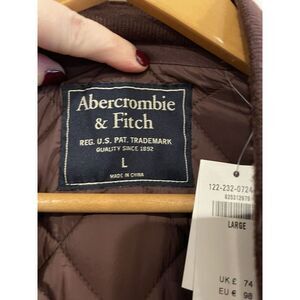 Abercrombie
& Fitch
REG. U.S. PAT. TRADEMARK
QUALITY SINCE 1892
L
MADE IN CHINA
122-232-0724
LARGE
UK £ 74
EU € 98